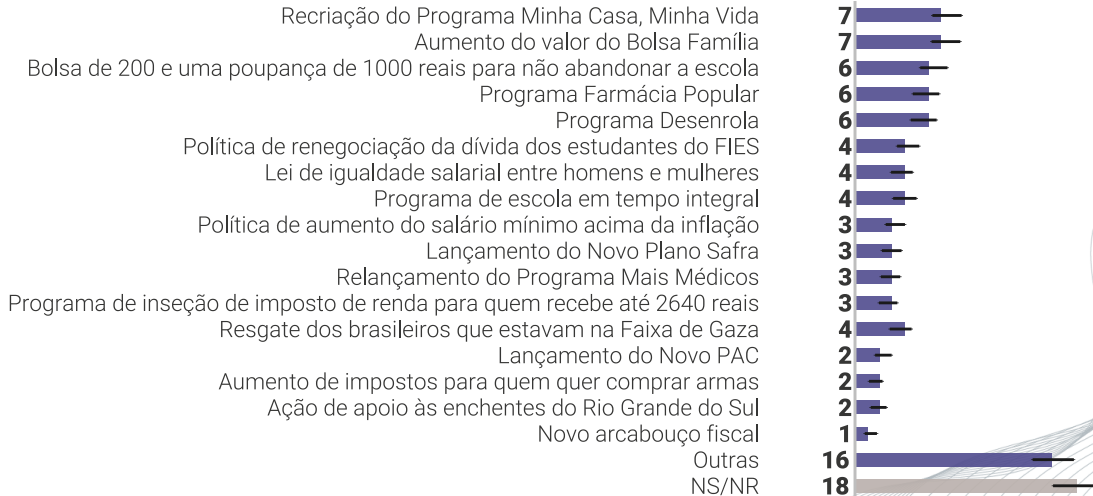 Recriação do Programa Minha Casa, Minha Vida 7
Aumento do valor do Bolsa Família 7
Bolsa de 200 e uma poupança de 1000 reais para não abandonar a escola 6
Programa Farmácia Popular 6
Programa Desenrola 6
Política de renegociação da dívida dos estudantes do FIES 4
Lei de igualdade salarial entre homens e mulheres 4
Programa de escola em tempo integral 4
Política de aumento do salário mínimo acima da inflação 3
Lançamento do Novo Plano Safra 3
Relançamento do Programa Mais Médicos 3
Programa de inseção de imposto de renda para quem recebe até 2640 reais 3
Resgate dos brasileiros que estavam na Faixa de Gaza 4
Lançamento do Novo PAC 2
Aumento de impostos para quem quer comprar armas 2
Ação de apoio às enchentes do Rio Grande do Sul 2
Novo arcabouço fiscal 1
Outras 16
NS/NR 18